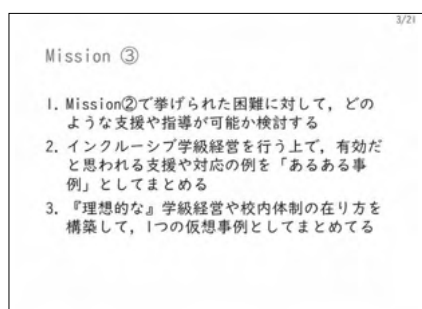 3/21
Mission ③
1. Mission②で挙げられた困難に対して，どの
ような支援や指導が可能か検討する
2. インクルーシブ学級経営を行う上で，有効だ
と思われる支援や対応の例を「あるある事
例」としてまとめる
3. 『理想的な』学級経営や校内体制の在り方を
構築して，1つの仮想事例としてまとめてる